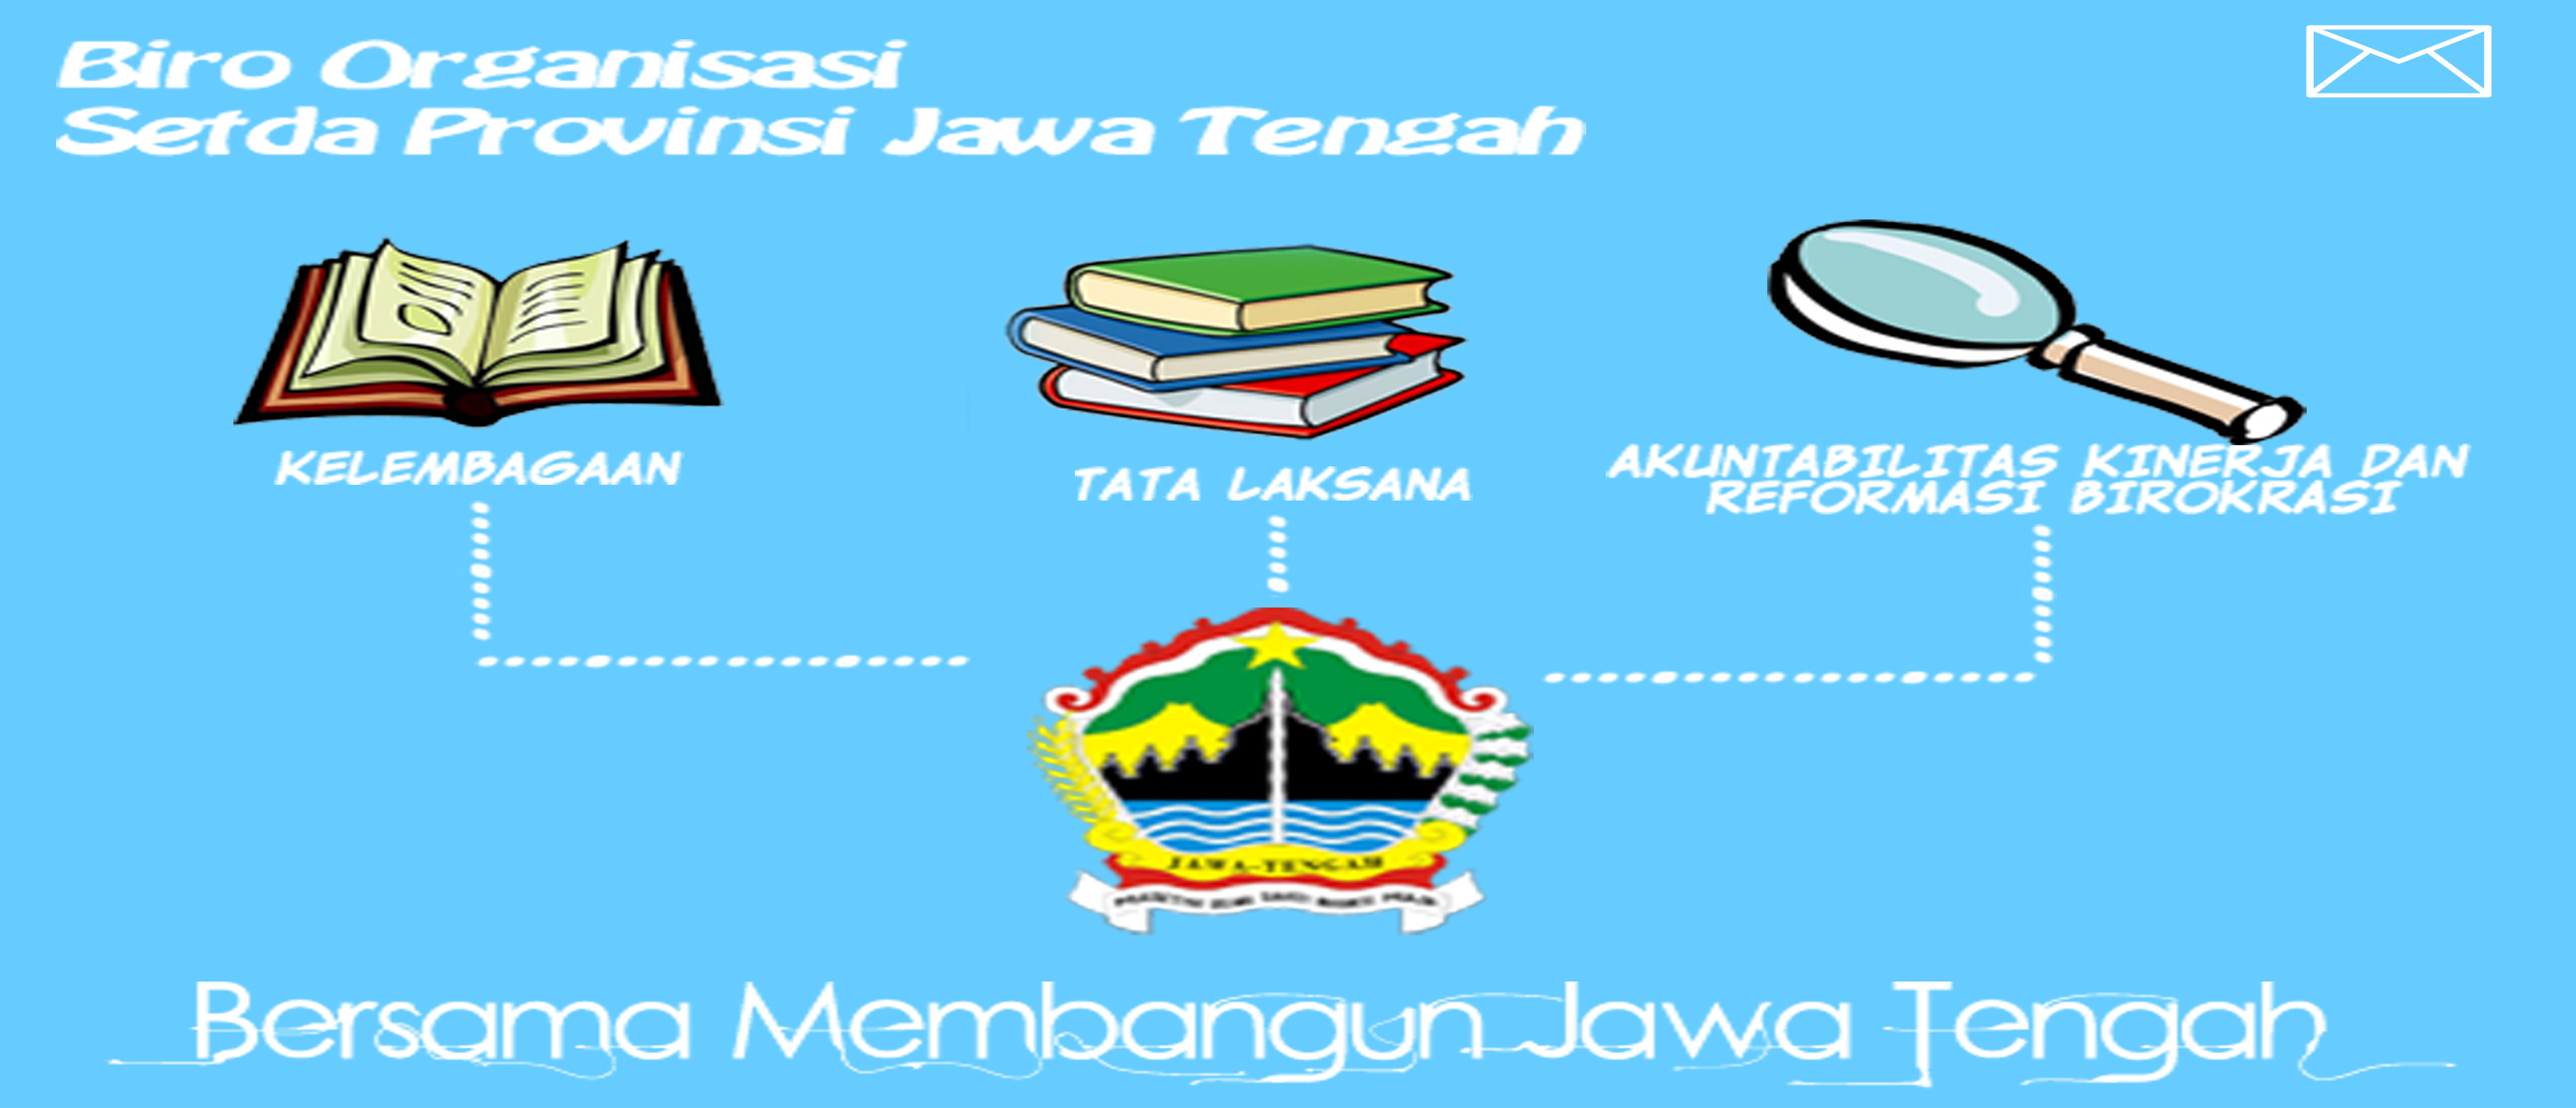 Biro Organisasi
Setda Provinsi Jawa Tengah
KELEMBAGAAN
TATA LAKSANA
AKUNTABILITAS KINERJA DAN
REFORMASI BIROKRASI
JAWA-TENGAH
Bersama Membangun Jawa Tengah